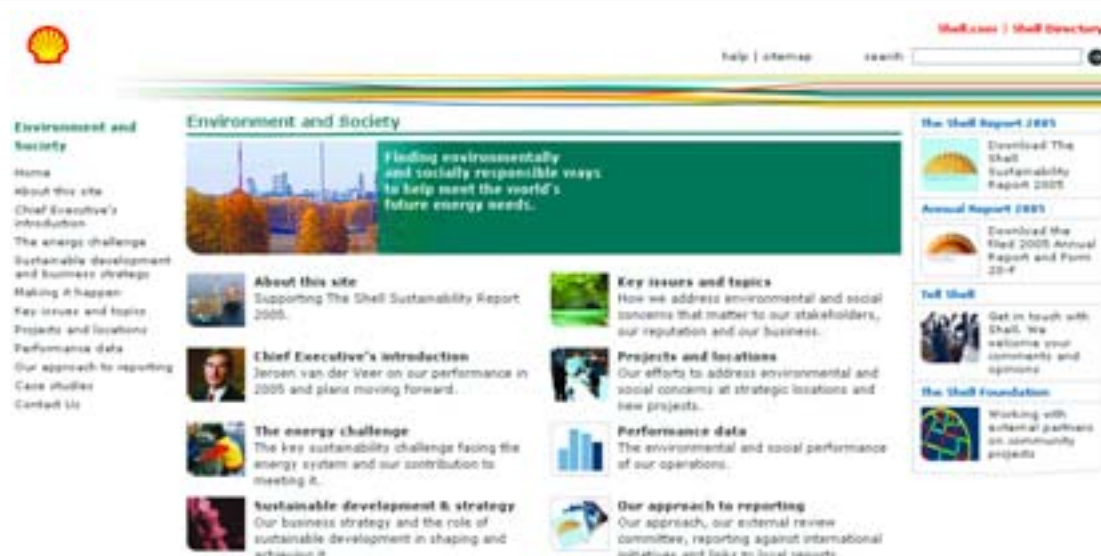 Shell.com | Shell Directory
help | sitemap search
Environment and
Society
Home
About this site
Chief Executive's
introduction
The energy challenge
Sustainable development
and business strategy
Making it happen
Key issues and topics
Projects and locations
Performance data
Our approach to reporting
Case studies
Contact Us
Environment and Society
Finding environmentally
and socially responsible ways
to help meet the world's
future energy needs.
About this site
Supporting The Shell Sustainability Report
2005.
Chief Executive's introduction
Jeroen van der Veer on our performance in
2005 and plans moving forward.
The energy challenge
The key sustainability challenge facing the
energy system and our contribution to
meeting it.
Sustainable development & strategy
Our business strategy and the role of
sustainable development in shaping and
achieving it.
Key issues and topics
How we address environmental and social
concerns that matter to our stakeholders,
our reputation and our business.
Projects and locations
Our efforts to address environmental and
social concerns at strategic locations and
new projects.
Performance data
The environmental and social performance
of our operations.
Our approach to reporting
Our approach, our external review
committee, reporting against international
initiatives and links to local reports.
The Shell Report 2005
Download The
Shell
Sustainability
Report 2005
Annual Report 2005
Download the
filed 2005 Annual
Report and Form
20-F
Tell Shell
Get in touch with
Shell. We
welcome your
comments and
opinions
The Shell Foundation
Working with
external partners
on community
projects